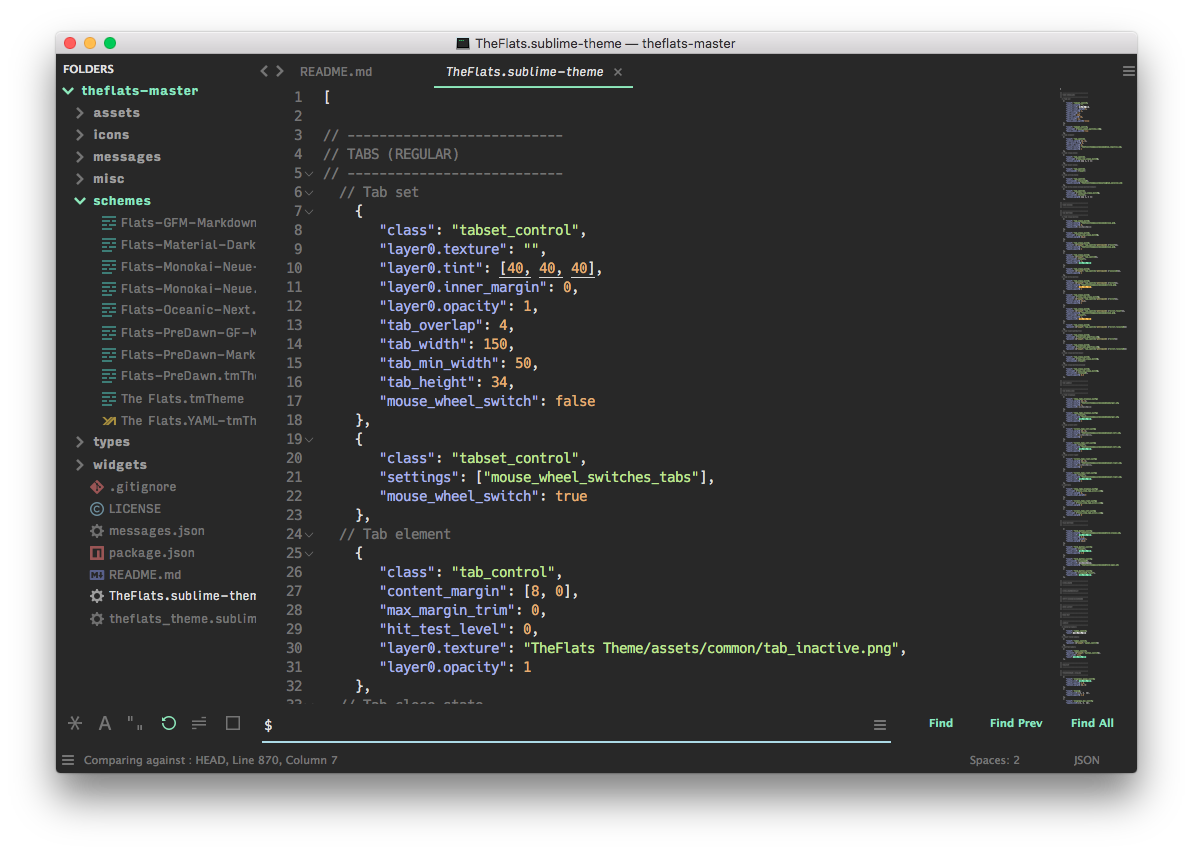 TheFlats.sublime-theme — theflats-master
FOLDERS
theflats-master
assets
icons
messages
misc
schemes
Flats-GFM-Markdown
Flats-Material-Dark
Flats-Monokai-Neue-
Flats-Monokai-Neue.
Flats-Oceanic-Next.
Flats-PreDawn-GF-M
Flats-PreDawn-Mark
Flats-PreDawn.tmThe
The Flats.tmTheme
The Flats.YAML-tmTh
types
widgets
.gitignore
LICENSE
messages.json
package.json
README.md
TheFlats.sublime-them
theflats_theme.sublim
README.md
TheFlats.sublime-theme ×
1 [
2
3 // ---------------------------
4 // TABS (REGULAR)
5 // ---------------------------
6 // Tab set
7 {
8 "class": "tabset_control",
9 "layer0.texture": "",
10 "layer0.tint": [40, 40, 40],
11 "layer0.inner_margin": 0,
12 "layer0.opacity": 1,
13 "tab_overlap": 4,
14 "tab_width": 150,
15 "tab_min_width": 50,
16 "tab_height": 34,
17 "mouse_wheel_switch": false
18 },
19 {
20 "class": "tabset_control",
21 "settings": ["mouse_wheel_switches_tabs"],
22 "mouse_wheel_switch": true
23 },
24 // Tab element
25 {
26 "class": "tab_control",
27 "content_margin": [8, 0],
28 "max_margin_trim": 0,
29 "hit_test_level": 0,
30 "layer0.texture": "TheFlats Theme/assets/common/tab_inactive.png",
31 "layer0.opacity": 1
32 },
33 // Tab close state
$
Find Find Prev Find All
Comparing against : HEAD, Line 870, Column 7
Spaces: 2 JSON